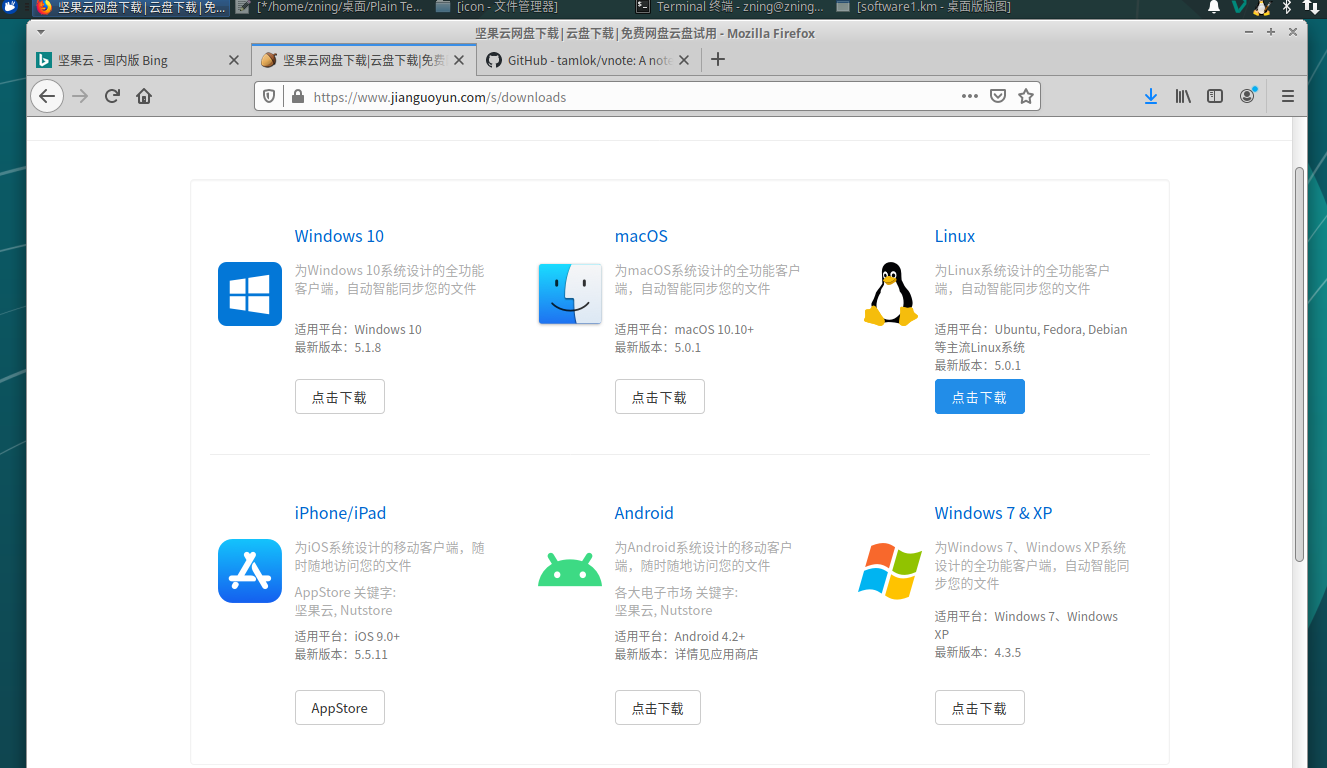 坚果云网盘下载|云盘下载|免...
[*/home/zning/桌面/Plain Te...
[icon - 文件管理器]
Terminal 终端 - zning@zning...
[software1.km - 桌面版脑图]
坚果云网盘下载|云盘下载|免费网盘云盘试用 - Mozilla Firefox
坚果云 - 国内版 Bing
坚果云网盘下载|云盘下载|免费
GitHub - tamlok/vnote: A note
https://www.jianguoyun.com/s/downloads
Windows 10
为Windows 10系统设计的全功能
客户端，自动智能同步您的文件
适用平台：Windows 10
最新版本：5.1.8
点击下载
macOS
为macOS系统设计的全功能客户
端，自动智能同步您的文件
适用平台：macOS 10.10+
最新版本：5.0.1
点击下载
Linux
为Linux系统设计的全功能客户
端，自动智能同步您的文件
适用平台：Ubuntu, Fedora, Debian
等主流Linux系统
最新版本：5.0.1
点击下载
iPhone/iPad
为iOS系统设计的移动客户端，随
时随地访问您的文件
AppStore 关键字:
坚果云, Nutstore
适用平台：iOS 9.0+
最新版本：5.5.11
AppStore
Android
为Android系统设计的移动客户
端，随时随地访问您的文件
各大电子市场 关键字:
坚果云, Nutstore
适用平台：Android 4.2+
最新版本：详情见应用商店
点击下载
Windows 7 & XP
为Windows 7、Windows XP系统
设计的全功能客户端，自动智能同
步您的文件
适用平台：Windows 7、Windows
XP
最新版本：4.3.5
点击下载